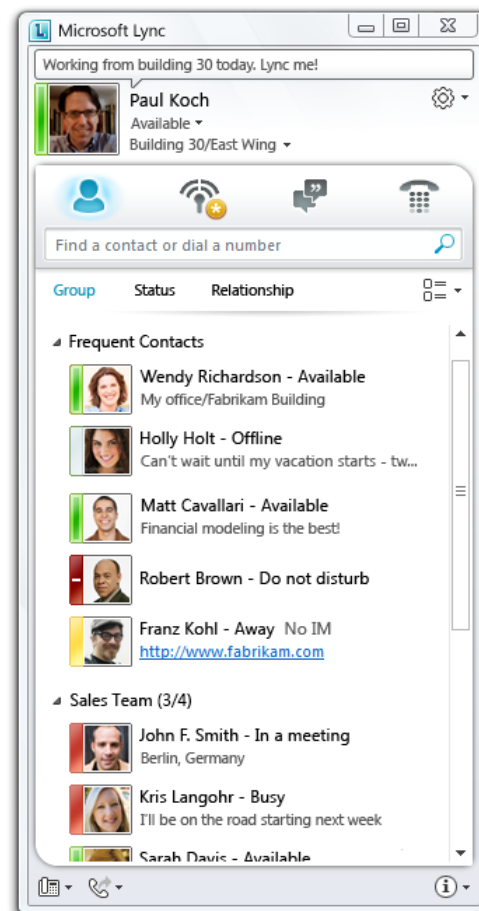 Microsoft Lync
Working from building 30 today. Lync me!
Paul Koch
Available
Building 30/East Wing
Find a contact or dial a number
Group Status Relationship
Frequent Contacts
Wendy Richardson - Available
My office/Fabrikam Building
Holly Holt - Offline
Can't wait until my vacation starts - tw...
Matt Cavallari - Available
Financial modeling is the best!
Robert Brown - Do not disturb
Franz Kohl - Away No IM
http://www.fabrikam.com
Sales Team (3/4)
John F. Smith - In a meeting
Berlin, Germany
Kris Langohr - Busy
I'll be on the road starting next week
Sarah Davis - Available